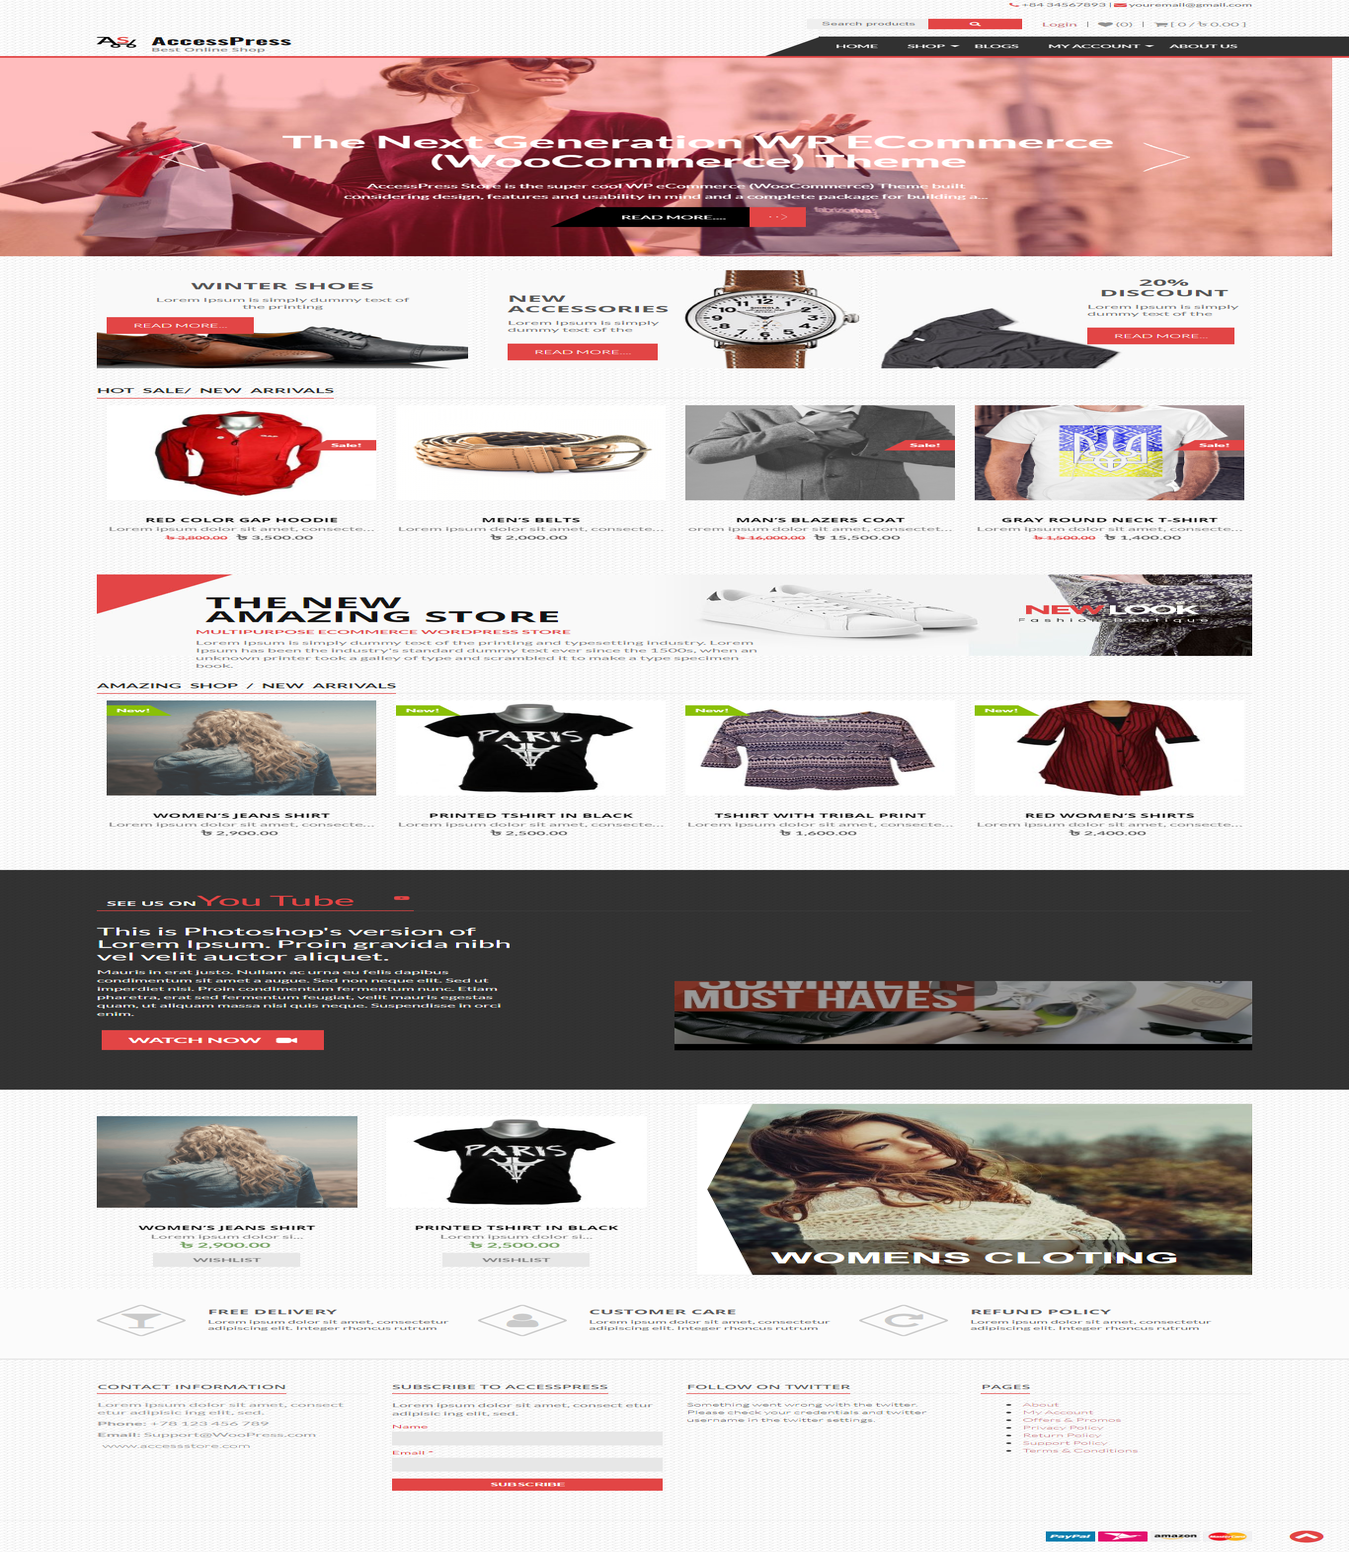 +84 34567893 | youremail@gmail.com
Search products
Login | (0) | [ 0 / ৳ 0.00 ]
AS AccessPress
Best Online Shop
HOME SHOP BLOGS MY ACCOUNT ABOUT US
The Next Generation WP ECommerce
(WooCommerce) Theme
AccessPress Store is the super cool WP eCommerce (WooCommerce) Theme built
considering design, features and usability in mind and a complete package for building a...
READ MORE....
WINTER SHOES
Lorem Ipsum is simply dummy text of
the printing
READ MORE...
NEW
ACCESSORIES
Lorem Ipsum is simply
dummy text of the
READ MORE....
20%
DISCOUNT
Lorem Ipsum is simply
dummy text of the
READ MORE...
HOT SALE/ NEW ARRIVALS
Sale!
Sale!
Sale!
RED COLOR GAP HOODIE
Lorem ipsum dolor sit amet, consecte...
৳ 3,800.00 ৳ 3,500.00
MEN'S BELTS
Lorem ipsum dolor sit amet, consecte...
৳ 2,000.00
MAN'S BLAZERS COAT
orem ipsum dolor sit amet, consectet...
৳ 16,000.00 ৳ 15,500.00
GRAY ROUND NECK T-SHIRT
Lorem ipsum dolor sit amet, consecte...
৳ 1,500.00 ৳ 1,400.00
THE NEW
AMAZING STORE
MULTIPURPOSE ECOMMERCE WORDPRESS STORE
Lorem Ipsum is simply dummy text of the printing and typesetting industry. Lorem
Ipsum has been the industry's standard dummy text ever since the 1500s, when an
unknown printer took a galley of type and scrambled it to make a type specimen
book.
NEW LOOK
Fashion boutique
AMAZING SHOP / NEW ARRIVALS
New!
New!
New!
New!
PARIS
WOMEN'S JEANS SHIRT
Lorem ipsum dolor sit amet, consecte...
৳ 2,900.00
PRINTED TSHIRT IN BLACK
Lorem ipsum dolor sit amet, consecte...
৳ 2,500.00
TSHIRT WITH TRIBAL PRINT
Lorem ipsum dolor sit amet, consecte...
৳ 1,600.00
RED WOMEN'S SHIRTS
Lorem ipsum dolor sit amet, consecte...
৳ 2,400.00
SEE US ON You Tube
This is Photoshop's version of
Lorem Ipsum. Proin gravida nibh
vel velit auctor aliquet.
Mauris in erat justo. Nullam ac urna eu felis dapibus
condimentum sit amet a augue. Sed non neque elit. Sed ut
imperdiet nisi. Proin condimentum fermentum nunc. Etiam
pharetra, erat sed fermentum feugiat, velit mauris egestas
quam, ut aliquam massa nisl quis neque. Suspendisse in orci
enim.
WATCH NOW
SUMMER
MUST HAVES
PARIS
WOMEN'S JEANS SHIRT
Lorem ipsum dolor si...
৳ 2,900.00
WISHLIST
PRINTED TSHIRT IN BLACK
Lorem ipsum dolor si...
৳ 2,500.00
WISHLIST
WOMENS CLOTING
FREE DELIVERY
Lorem ipsum dolor sit amet, consectetur
adipiscing elit. Integer rhoncus rutrum
CUSTOMER CARE
Lorem ipsum dolor sit amet, consectetur
adipiscing elit. Integer rhoncus rutrum
REFUND POLICY
Lorem ipsum dolor sit amet, consectetur
adipiscing elit. Integer rhoncus rutrum
CONTACT INFORMATION
Lorem ipsum dolor sit amet, consect
etur adipisic ing elit, sed.
Phone: +78 123 456 789
Email: Support@WooPress.com
www.accessstore.com
SUBSCRIBE TO ACCESSPRESS
Lorem ipsum dolor sit amet, consect etur
adipisic ing elit, sed.
Name
Email *
SUBSCRIBE
FOLLOW ON TWITTER
Something went wrong with the twitter.
Please check your credentials and twitter
username in the twitter settings.
PAGES
About
My Account
Offers & Promos
Privacy Policy
Return Policy
Support Policy
Terms & Conditions
PayPal amazon MasterCard